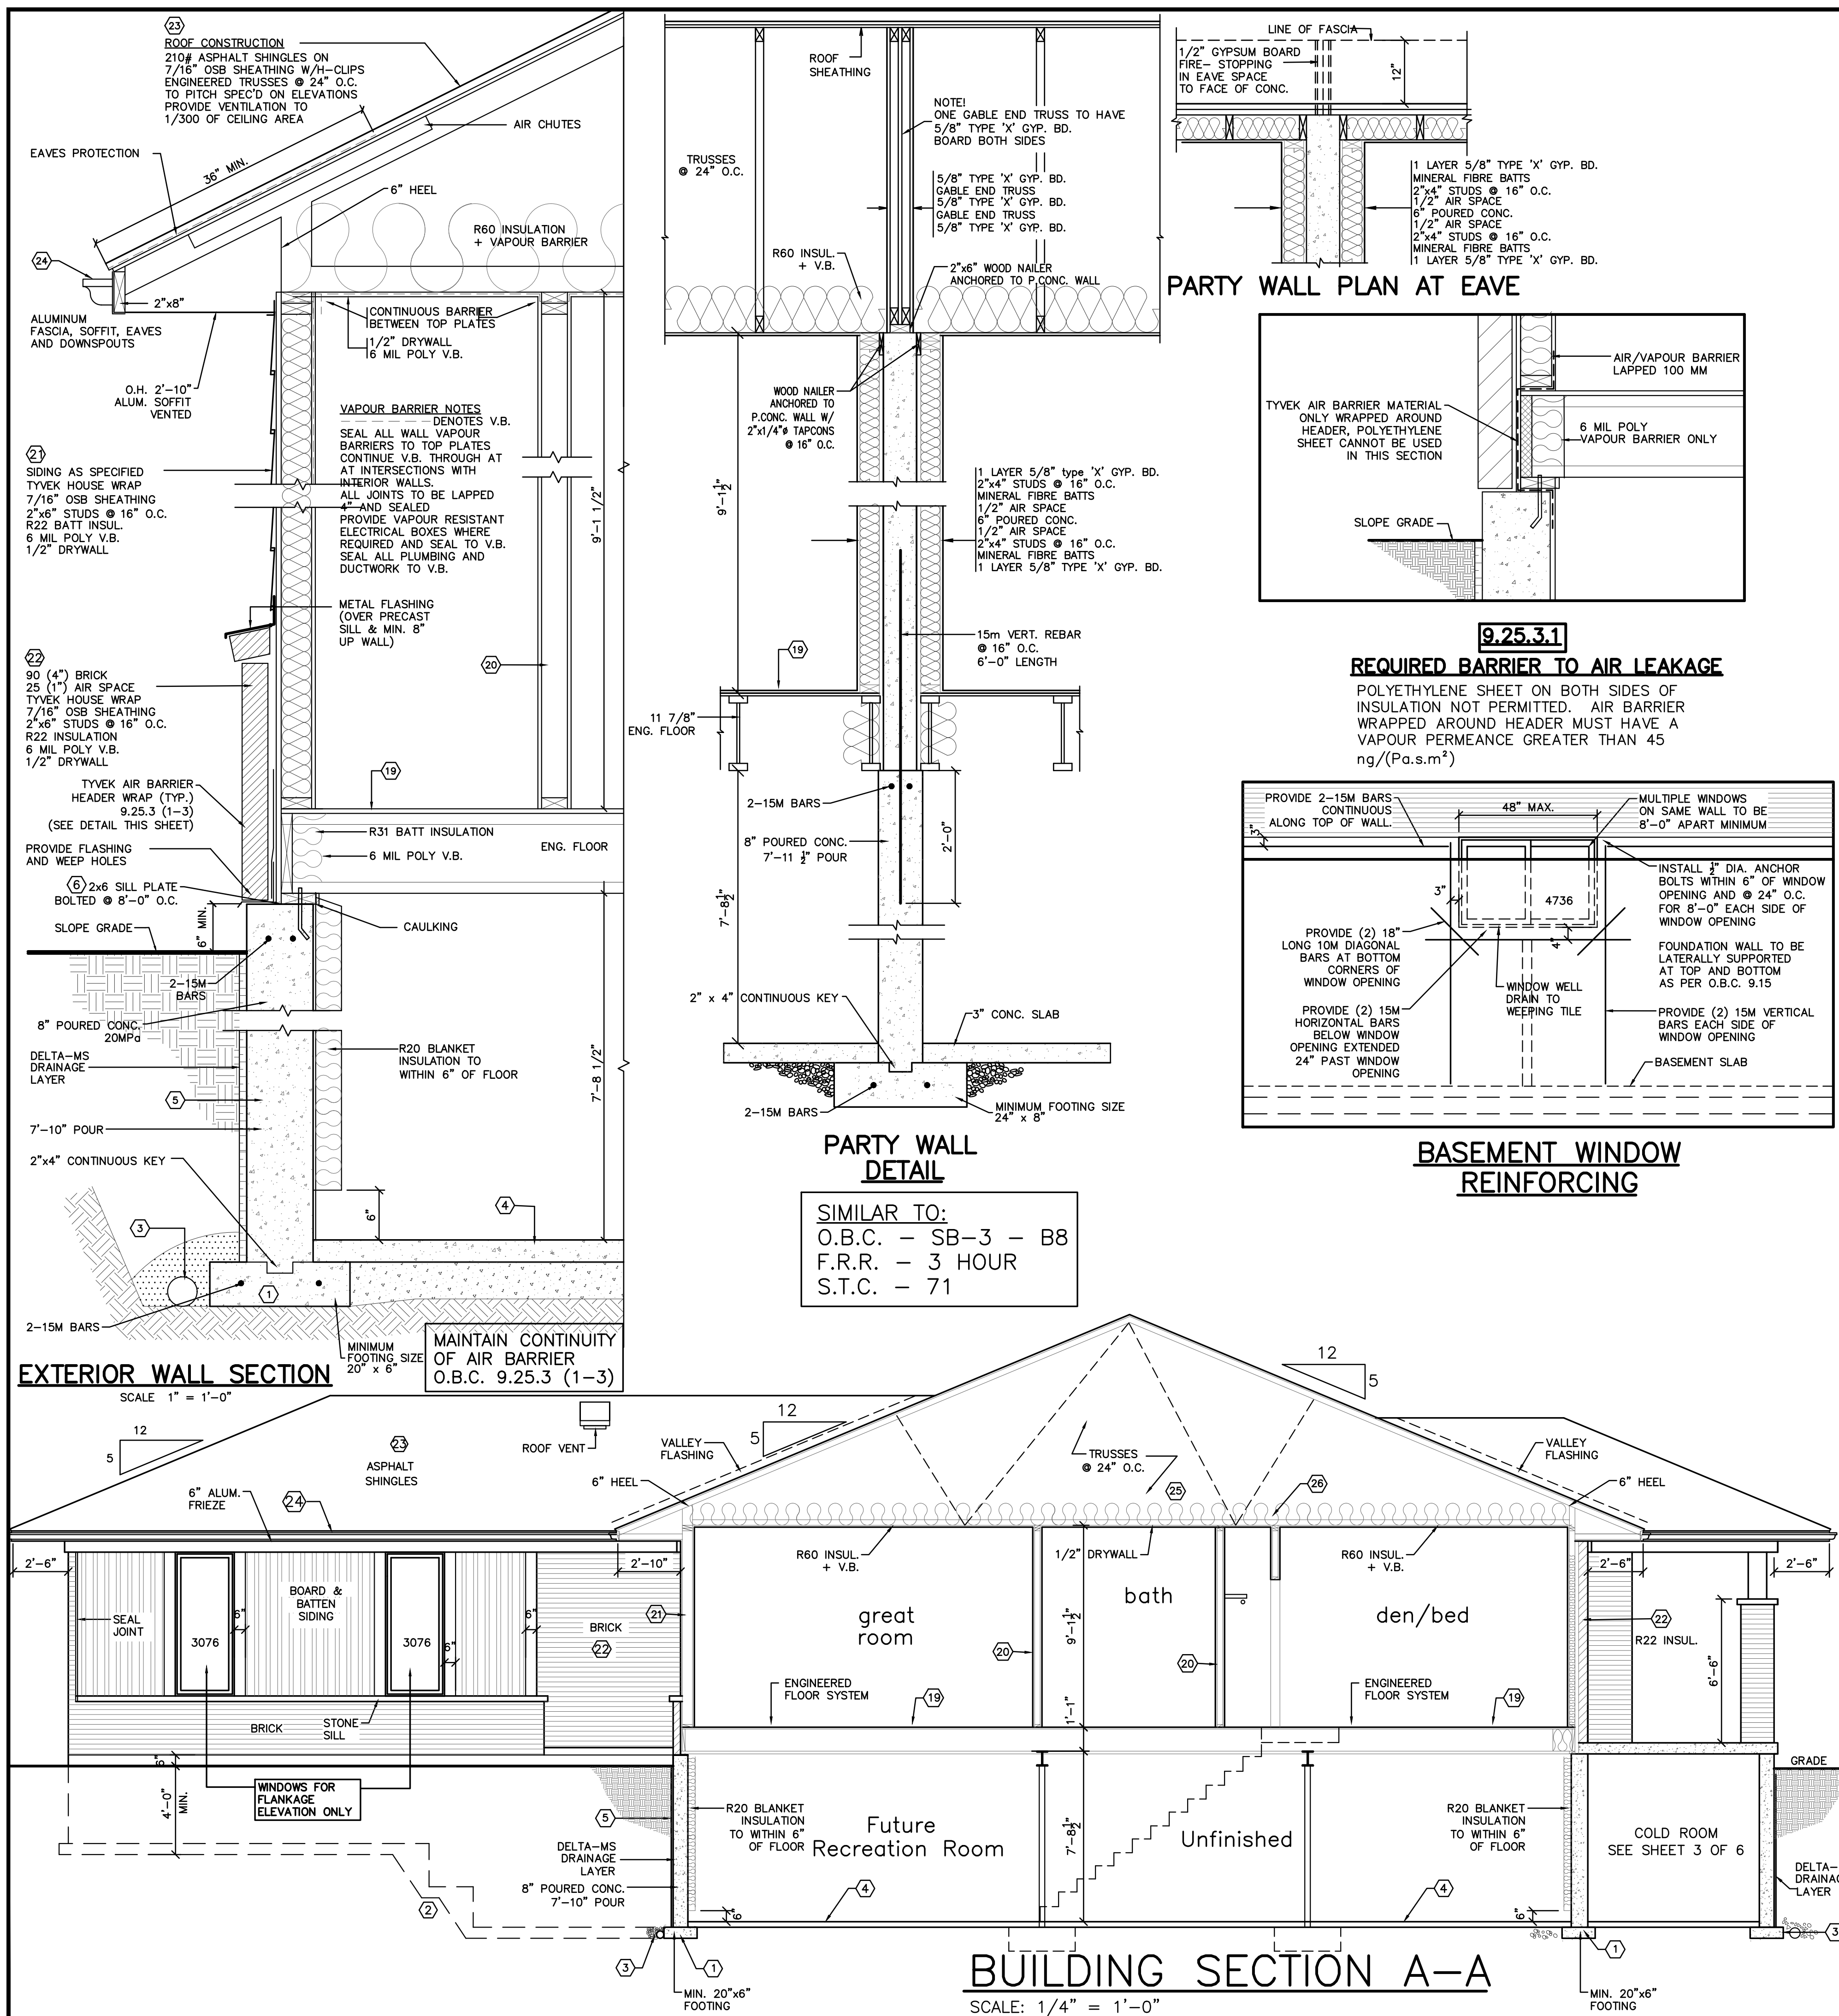 23
ROOF CONSTRUCTION
210# ASPHALT SHINGLES ON
7/16" OSB SHEATHING W/H-CLIPS
ENGINEERED TRUSSES @ 24" O.C.
TO PITCH SPEC'D ON ELEVATIONS
PROVIDE VENTILATION TO
1/300 OF CEILING AREA
AIR CHUTES
EAVES PROTECTION
36" MIN.
6" HEEL
R60 INSULATION
+ VAPOUR BARRIER
24
2"x8"
ALUMINUM
FASCIA, SOFFIT, EAVES
AND DOWNSPOUTS
CONTINUOUS BARRIER
BETWEEN TOP PLATES
1/2" DRYWALL
6 MIL POLY V.B.
O.H. 2'-10"
ALUM. SOFFIT
VENTED
VAPOUR BARRIER NOTES
DENOTES V.B.
SEAL ALL WALL VAPOUR
BARRIERS TO TOP PLATES
CONTINUE V.B. THROUGH AT
AT INTERSECTIONS WITH
INTERIOR WALLS.
ALL JOINTS TO BE LAPPED
4" AND SEALED
PROVIDE VAPOUR RESISTANT
ELECTRICAL BOXES WHERE
REQUIRED AND SEAL TO V.B.
SEAL ALL PLUMBING AND
DUCTWORK TO V.B.
9'-1 1/2"
21
SIDING AS SPECIFIED
TYVEK HOUSE WRAP
7/16" OSB SHEATHING
2"x6" STUDS @ 16" O.C.
R22 BATT INSUL.
6 MIL POLY V.B.
1/2" DRYWALL
METAL FLASHING
(OVER PRECAST
SILL & MIN. 8"
UP WALL)
20
22
90 (4") BRICK
25 (1") AIR SPACE
TYVEK HOUSE WRAP
7/16" OSB SHEATHING
2"x6" STUDS @ 16" O.C.
R22 INSULATION
6 MIL POLY V.B.
1/2" DRYWALL
19
TYVEK AIR BARRIER
HEADER WRAP (TYP.)
9.25.3 (1-3)
(SEE DETAIL THIS SHEET)
R31 BATT INSULATION
6 MIL POLY V.B.
ENG. FLOOR
PROVIDE FLASHING
AND WEEP HOLES
6 2x6 SILL PLATE
BOLTED @ 8'-0" O.C.
6" MIN.
CAULKING
SLOPE GRADE
2-15M
BARS
8" POURED CONC.
20MPa
DELTA-MS
DRAINAGE
LAYER
R20 BLANKET
INSULATION TO
WITHIN 6" OF FLOOR
7'-8 1/2"
5
7'-10" POUR
2"x4" CONTINUOUS KEY
6"
4
3
1
2-15M BARS
MINIMUM
FOOTING SIZE
20" x 6"
MAINTAIN CONTINUITY
OF AIR BARRIER
O.B.C. 9.25.3 (1-3)
EXTERIOR WALL SECTION
SCALE 1" = 1'-0"
ROOF
SHEATHING
NOTE!
ONE GABLE END TRUSS TO HAVE
5/8" TYPE 'X' GYP. BD.
BOARD BOTH SIDES
TRUSSES
@ 24" O.C.
5/8" TYPE 'X' GYP. BD.
GABLE END TRUSS
5/8" TYPE 'X' GYP. BD.
GABLE END TRUSS
5/8" TYPE 'X' GYP. BD.
R60 INSUL.
+ V.B.
2"x6" WOOD NAILER
ANCHORED TO P.CONC. WALL
WOOD NAILER
ANCHORED TO
P.CONC. WALL W/
2"x1/4"ø TAPCONS
@ 16" O.C.
9'-1 1/2"
1 LAYER 5/8" type 'X' GYP. BD.
2"x4" STUDS @ 16" O.C.
MINERAL FIBRE BATTS
1/2" AIR SPACE
6" POURED CONC.
1/2" AIR SPACE
2"x4" STUDS @ 16" O.C.
MINERAL FIBRE BATTS
1 LAYER 5/8" TYPE 'X' GYP. BD.
15m VERT. REBAR
@ 16" O.C.
6'-0" LENGTH
19
11 7/8"
ENG. FLOOR
2-15M BARS
8" POURED CONC.
7'-11 1/2" POUR
2'-0"
7'-8 1/2"
2" x 4" CONTINUOUS KEY
3" CONC. SLAB
2-15M BARS
MINIMUM FOOTING SIZE
24" x 8"
PARTY WALL
DETAIL
SIMILAR TO:
O.B.C. - SB-3 - B8
F.R.R. - 3 HOUR
S.T.C. - 71
LINE OF FASCIA
1/2" GYPSUM BOARD
FIRE- STOPPING
IN EAVE SPACE
TO FACE OF CONC.
12"
1 LAYER 5/8" TYPE 'X' GYP. BD.
MINERAL FIBRE BATTS
2"x4" STUDS @ 16" O.C.
1/2" AIR SPACE
6" POURED CONC.
1/2" AIR SPACE
2"x4" STUDS @ 16" O.C.
MINERAL FIBRE BATTS
1 LAYER 5/8" TYPE 'X' GYP. BD.
PARTY WALL PLAN AT EAVE
AIR/VAPOUR BARRIER
LAPPED 100 MM
TYVEK AIR BARRIER MATERIAL
ONLY WRAPPED AROUND
HEADER, POLYETHYLENE
SHEET CANNOT BE USED
IN THIS SECTION
6 MIL POLY
VAPOUR BARRIER ONLY
SLOPE GRADE
9.25.3.1
REQUIRED BARRIER TO AIR LEAKAGE
POLYETHYLENE SHEET ON BOTH SIDES OF
INSULATION NOT PERMITTED. AIR BARRIER
WRAPPED AROUND HEADER MUST HAVE A
VAPOUR PERMEANCE GREATER THAN 45
ng/(Pa.s.m²)
PROVIDE 2-15M BARS
CONTINUOUS
ALONG TOP OF WALL.
48" MAX.
MULTIPLE WINDOWS
ON SAME WALL TO BE
8'-0" APART MINIMUM
3"
3"
4736
INSTALL 1/2" DIA. ANCHOR
BOLTS WITHIN 6" OF WINDOW
OPENING AND @ 24" O.C.
FOR 8'-0" EACH SIDE OF
WINDOW OPENING
PROVIDE (2) 18"
LONG 10M DIAGONAL
BARS AT BOTTOM
CORNERS OF
WINDOW OPENING
4"
FOUNDATION WALL TO BE
LATERALLY SUPPORTED
AT TOP AND BOTTOM
AS PER O.B.C. 9.15
WINDOW WELL
DRAIN TO
WEEPING TILE
PROVIDE (2) 15M
HORIZONTAL BARS
BELOW WINDOW
OPENING EXTENDED
24" PAST WINDOW
OPENING
PROVIDE (2) 15M VERTICAL
BARS EACH SIDE OF
WINDOW OPENING
BASEMENT SLAB
BASEMENT WINDOW
REINFORCING
12
5
23
ASPHALT
SHINGLES
ROOF VENT
VALLEY
FLASHING
12
5
12
5
TRUSSES
@ 24" O.C.
VALLEY
FLASHING
6" HEEL
6" HEEL
6" ALUM.
FRIEZE
24
25
26
2'-6"
2'-10"
R60 INSUL.
+ V.B.
1/2" DRYWALL
R60 INSUL.
+ V.B.
2'-6"
2'-6"
SEAL
JOINT
3076
6"
BOARD &
BATTEN
SIDING
3076
6"
6"
BRICK
22
21
great
room
20
9'-1 1/2"
bath
20
den/bed
22
R22 INSUL.
6'-6"
ENGINEERED
FLOOR SYSTEM
19
1'-1"
ENGINEERED
FLOOR SYSTEM
19
BRICK
STONE
SILL
6"
4'-0"
MIN.
WINDOWS FOR
FLANKAGE
ELEVATION ONLY
GRADE
5
R20 BLANKET
INSULATION
TO WITHIN 6"
OF FLOOR
Future
Recreation Room
7'-8 1/2"
Unfinished
R20 BLANKET
INSULATION
TO WITHIN 6"
OF FLOOR
COLD ROOM
SEE SHEET 3 OF 6
DELTA-MS
DRAINAGE
LAYER
8" POURED CONC.
7'-10" POUR
DELTA-
DRAINAG
LAYER
2
6"
4
4
6"
3
1
MIN. 20"x6"
FOOTING
1
3
MIN. 20"x6"
FOOTING
BUILDING SECTION A-A
SCALE: 1/4" = 1'-0"